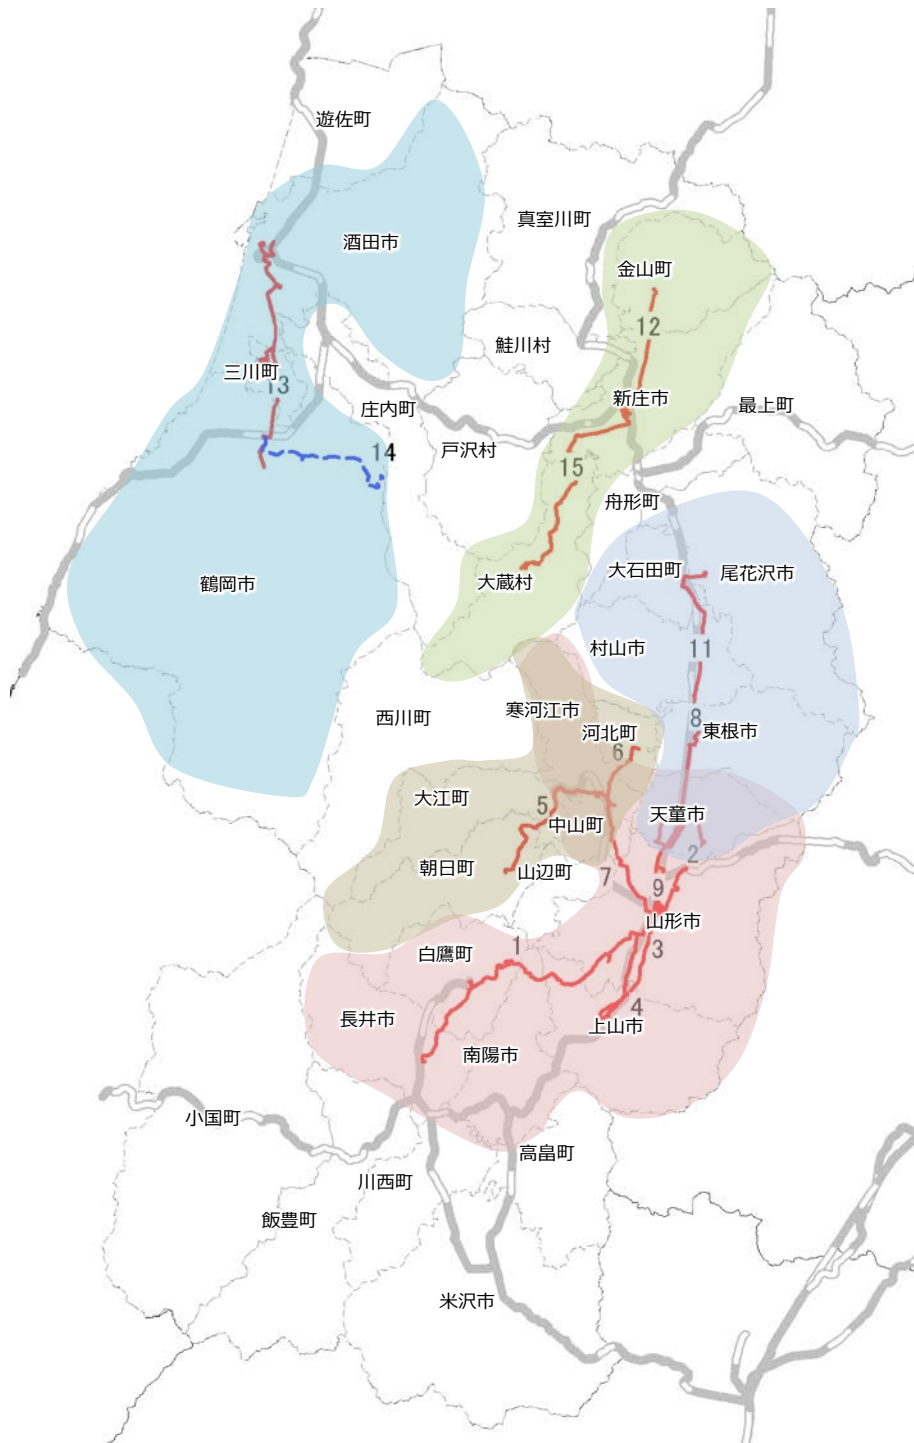 遊佐町
真室川町
酒田市
金山町
12
鮭川村
三川町
13
新庄市
庄内町
最上町
戸沢村
14
15
舟形町
大石田町
尾花沢市
大蔵村
鶴岡市
村山市
11
寒河江市
西川町
8
河北町
東根市
6
大江町
5
天童市
中山町
2
朝日町
山辺町
7
9
山形市
1
3
白鷹町
4
長井市
上山市
南陽市
小国町
高畠町
川西町
飯豊町
米沢市